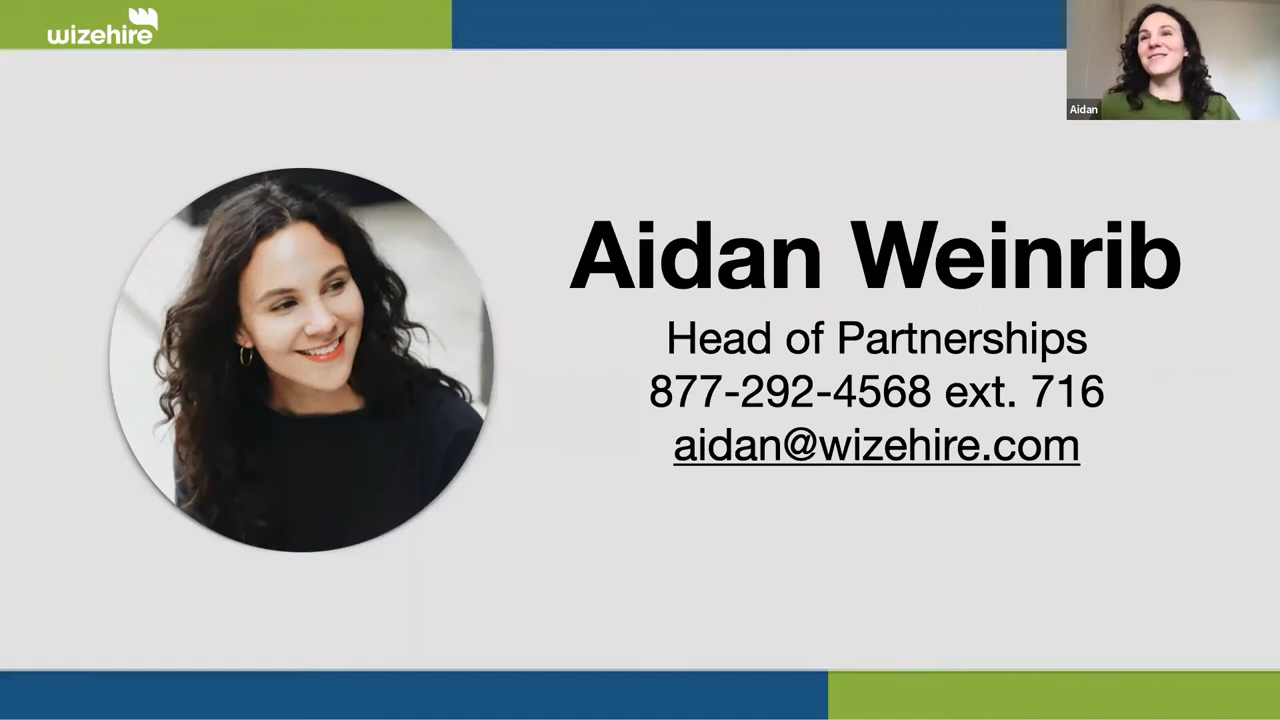 wizehire
Aidan
Aidan Weinrib
Head of Partnerships
877-292-4568 ext. 716
aidan@wizehire.com